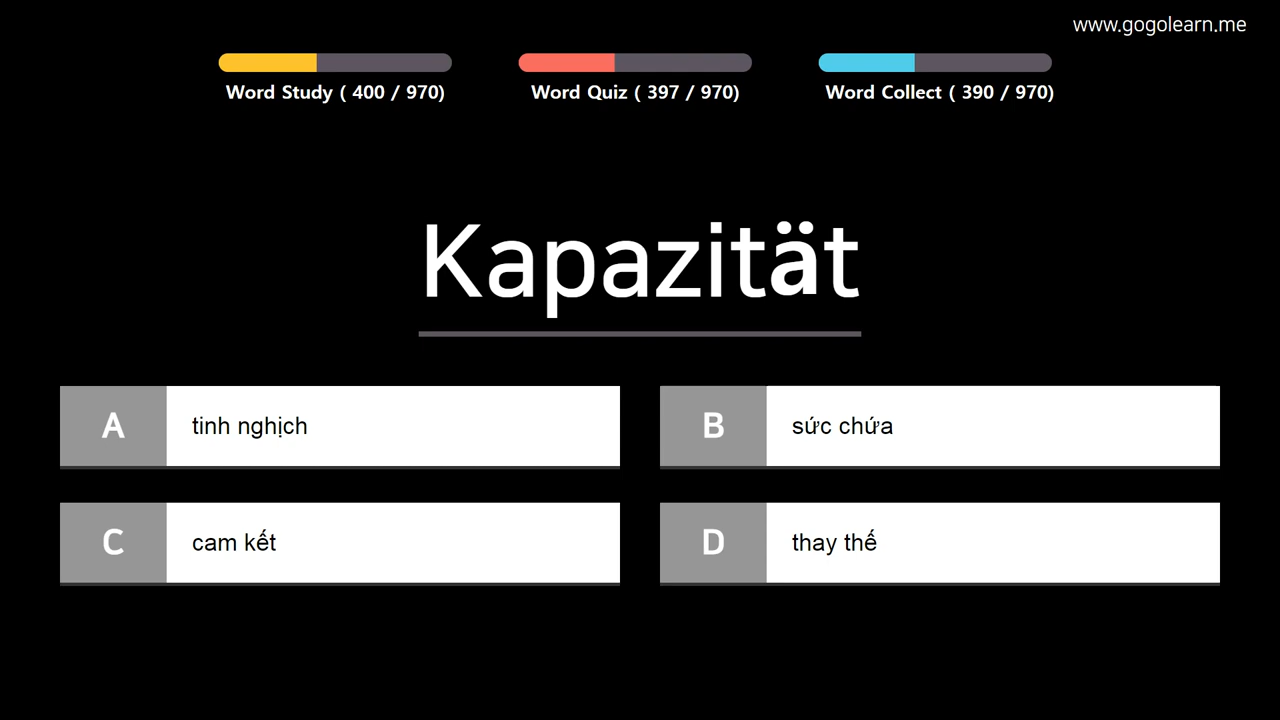 www.gogolearn.me
Word Study ( 400 / 970)
Word Quiz ( 397 / 970)
Word Collect ( 390 / 970)
Kapazität
A tinh nghịch
B sức chứa
C cam kết
D thay thế